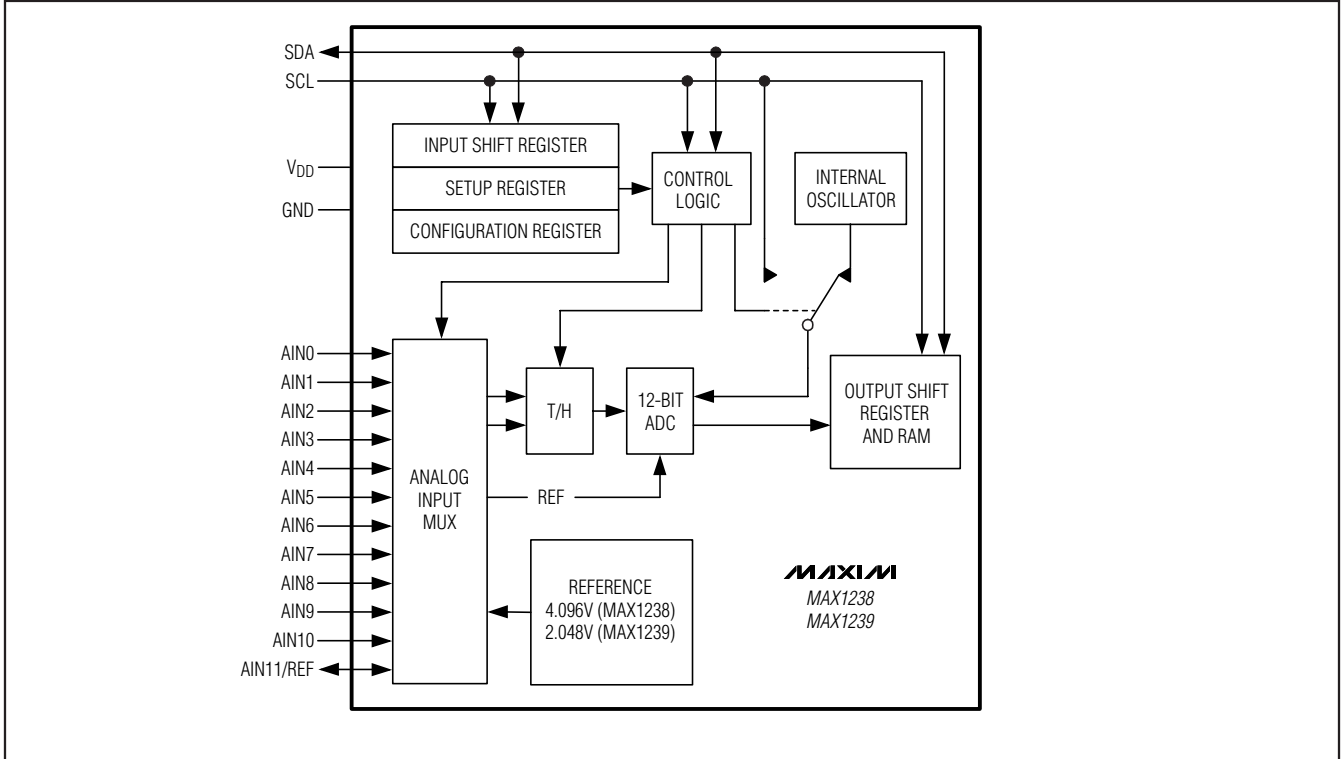 SDA
SCL
VDD
GND
INPUT SHIFT REGISTER
SETUP REGISTER
CONFIGURATION REGISTER
CONTROL
LOGIC
INTERNAL
OSCILLATOR
AIN0
AIN1
AIN2
AIN3
AIN4
AIN5
AIN6
AIN7
AIN8
AIN9
AIN10
AIN11/REF
ANALOG
INPUT
MUX
T/H
12-BIT
ADC
REF
OUTPUT SHIFT
REGISTER
AND RAM
REFERENCE
4.096V (MAX1238)
2.048V (MAX1239)
MAXIM
MAX1238
MAX1239